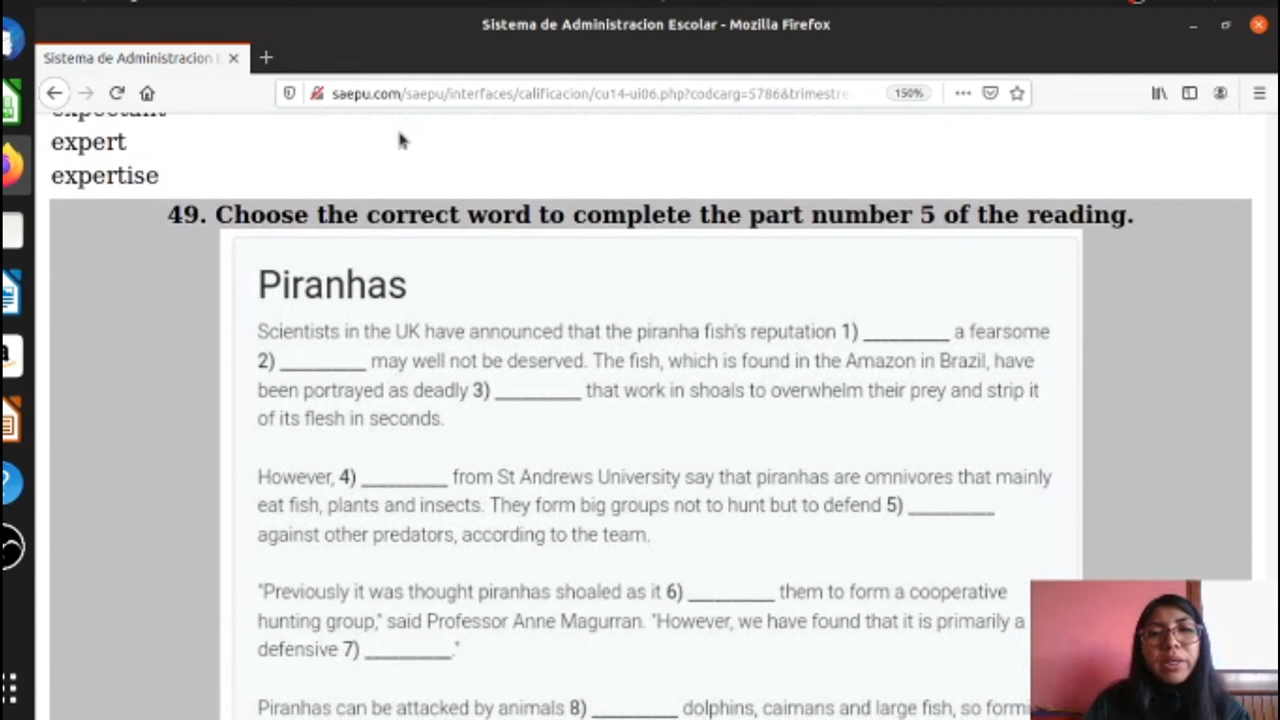 Sistema de Administracion Escolar - Mozilla Firefox
Sistema de Administracion
saepu.com/saepu/interfaces/calificacion/cu14-ui06.php?codcarg=5786&trimestre
150%
expectant
expert
expertise
49. Choose the correct word to complete the part number 5 of the reading.
Piranhas
Scientists in the UK have announced that the piranha fish's reputation 1) _________ a fearsome
2) _________ may well not be deserved. The fish, which is found in the Amazon in Brazil, have
been portrayed as deadly 3) _________ that work in shoals to overwhelm their prey and strip it
of its flesh in seconds.
However, 4) _________ from St Andrews University say that piranhas are omnivores that mainly
eat fish, plants and insects. They form big groups not to hunt but to defend 5) _________
against other predators, according to the team.
"Previously it was thought piranhas shoaled as it 6) _________ them to form a cooperative
hunting group," said Professor Anne Magurran. "However, we have found that it is primarily a
defensive 7) _________."
Piranhas can be attacked by animals 8) _________ dolphins, caimans and large fish, so